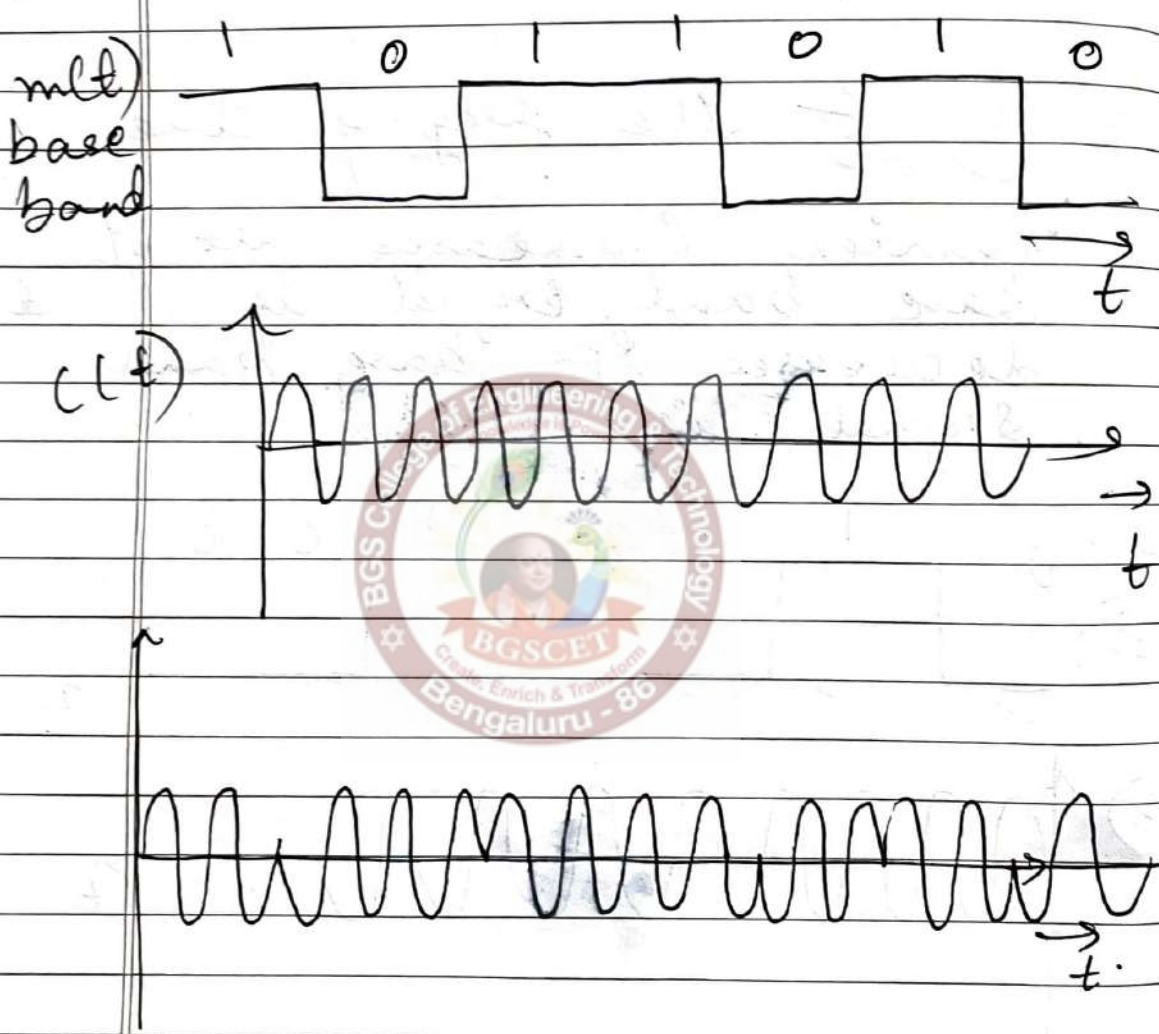 1 0 1 1 0 1 0
m(t)
base
band
t
c(t)
t
BGS College of Engineering & Technology
BGSCET
Create, Enrich & Transform
Bengaluru - 86
t.